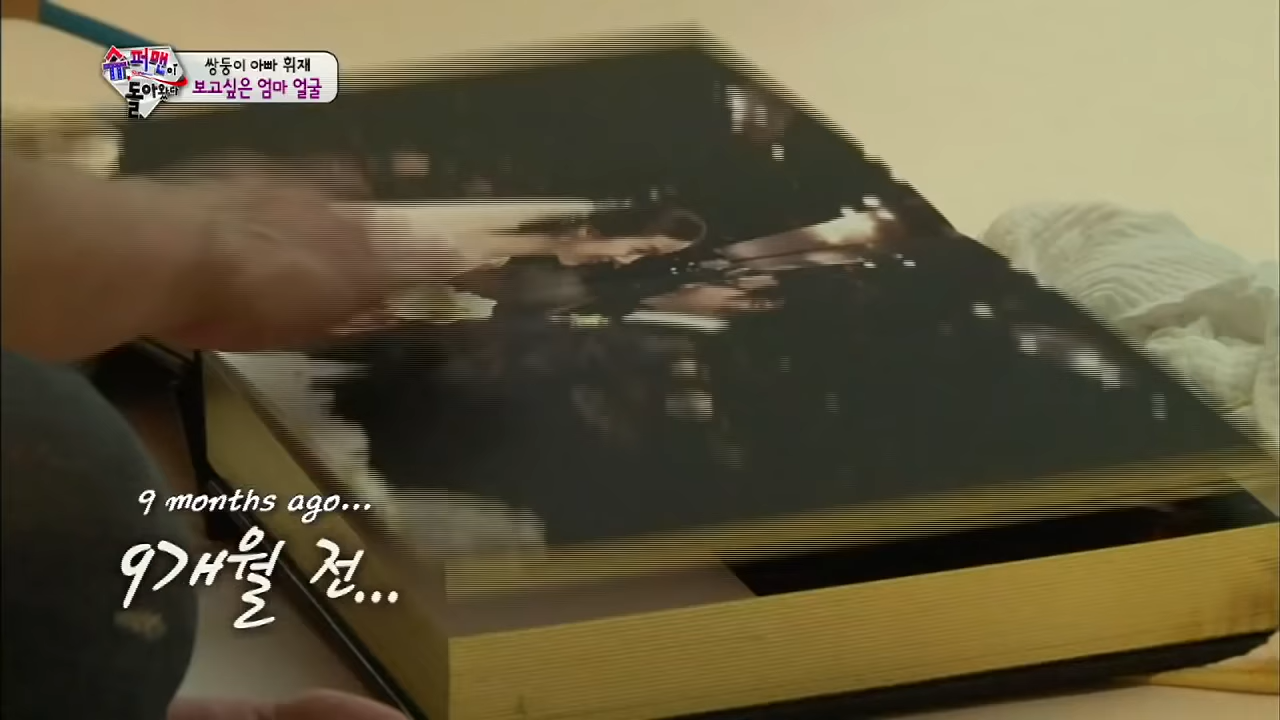 슈퍼맨이
돌아왔다
쌍둥이 아빠 휘재
보고싶은 엄마 얼굴
9 months ago...
9개월 전...